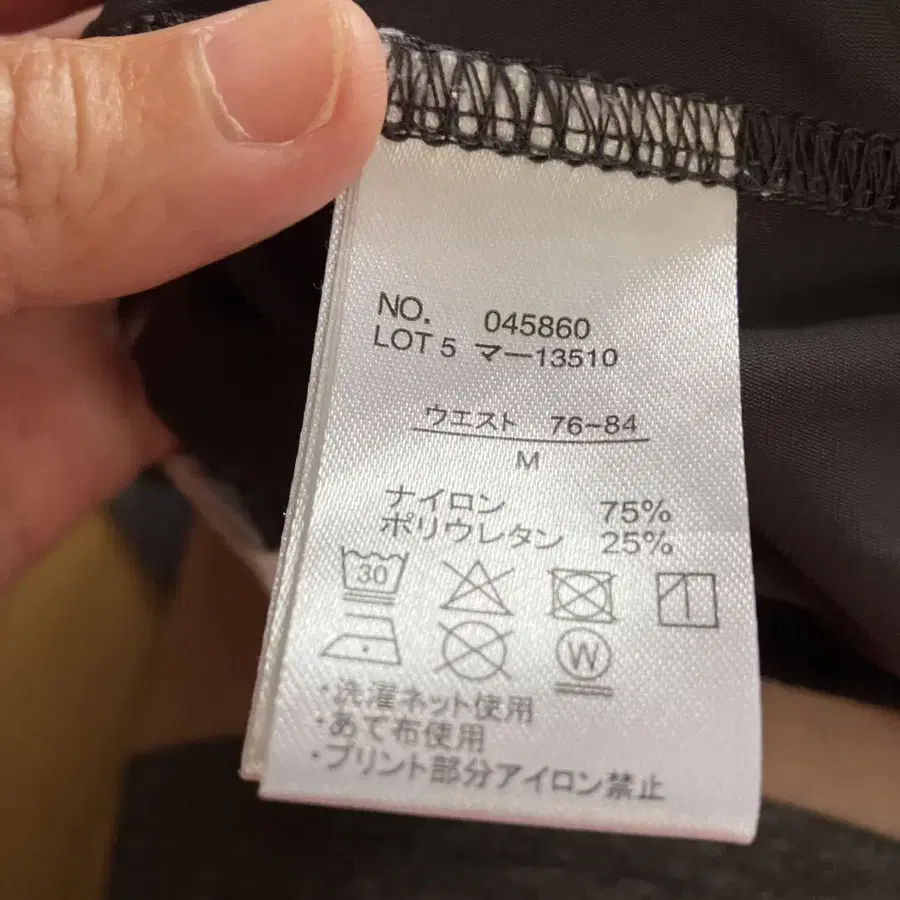 NO. 045860
LOT 5 マー13510
ウエスト 76-84
M
ナイロン 75%
ポリウレタン 25%
30
W
・洗濯ネット使用
・あて布使用
・プリント部分アイロン禁止